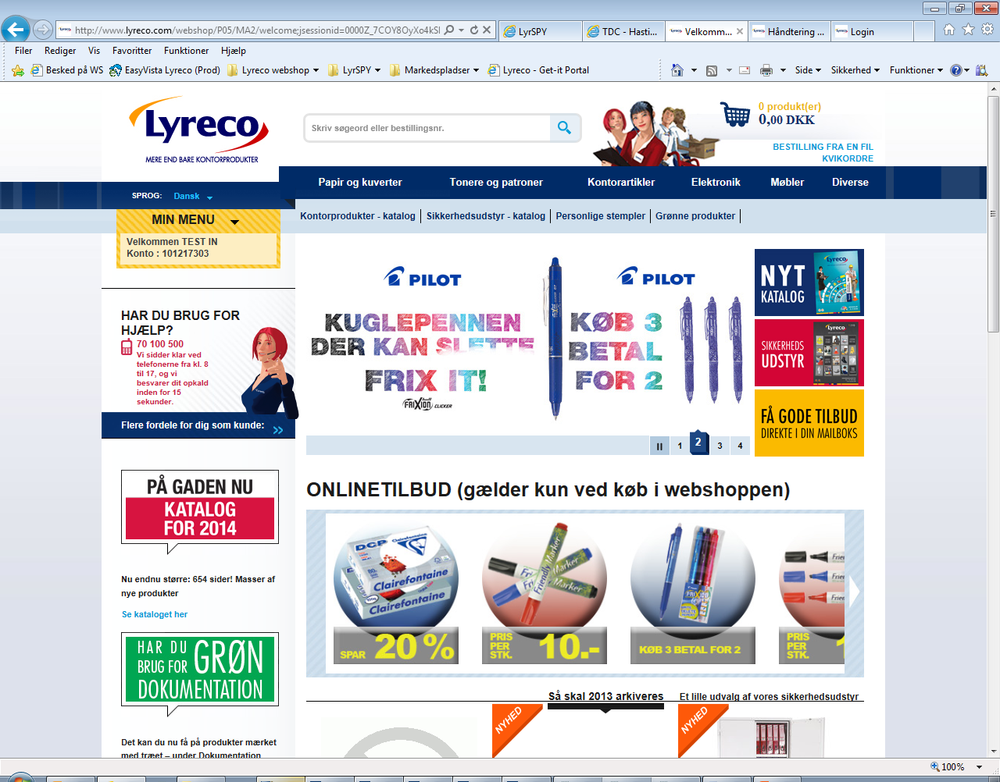 http://www.lyreco.com/webshop/P05/MA2/welcome;jsessionid=0000Z_7COY8OyXo4kSl
LyrSPY
TDC - Hasti...
Velkomm...
Håndtering ...
Login
Filer Rediger Vis Favoritter Funktioner Hjælp
Besked på WS
EasyVista Lyreco (Prod)
Lyreco webshop
LyrSPY
Markedspladser
Lyreco - Get-it Portal
Side Sikkerhed Funktioner
Lyreco
MERE END BARE KONTORPRODUKTER
Skriv søgeord eller bestillingsnr.
0 produkt(er)
0,00 DKK
BESTILLING FRA EN FIL
KVIKORDRE
Papir og kuverter Tonere og patroner Kontorartikler Elektronik Møbler Diverse
SPROG: Dansk
Kontorprodukter - katalog Sikkerhedsudstyr - katalog Personlige stempler Grønne produkter
MIN MENU
Velkommen TEST IN
Konto : 101217303
HAR DU BRUG FOR
HJÆLP?
70 100 500
Vi sidder klar ved
telefonerne fra kl. 8
til 17, og vi
besvarer dit opkald
inden for 15
sekunder.
Flere fordele for dig som kunde:
PILOT
KUGLEPENNEN
DER KAN SLETTE
FRIX IT!
FRIXION CLICKER
PILOT
KØB 3
BETAL
FOR 2
1 2 3 4
NYT
KATALOG
Lyreco
SIKKERHEDS
UDSTYR
Lyreco
FÅ GODE TILBUD
DIREKTE I DIN MAILBOKS
PÅ GADEN NU
KATALOG
FOR 2014
Nu endnu større: 654 sider! Masser af
nye produkter
Se kataloget her
HAR DU
BRUG FOR GRØN
DOKUMENTATION
Det kan du nu få på produkter mærket
med træet – under Dokumentation
ONLINETILBUD (gælder kun ved køb i webshoppen)
DCP
Clairefontaine
Clairefontaine
Clairefontaine
SPAR 20 %
Friendly Marker
Marker
PRIS
PER
STK. 10.-
FRIXION
KØB 3 BETAL FOR 2
PRIS
PER
STK. 1
Så skal 2013 arkiveres
Et lille udvalg af vores sikkerhedsudstyr
NYHED
NYHED
100%